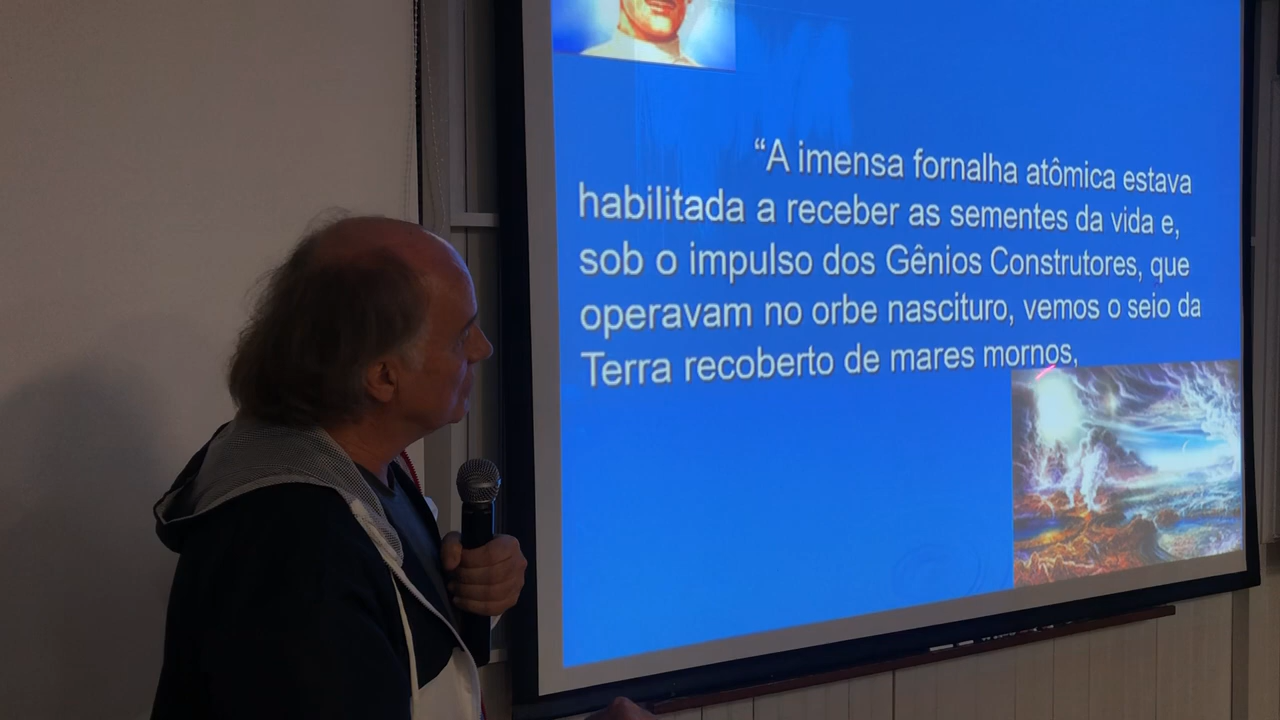 “A imensa fornalha atômica estava
habilitada a receber as sementes da vida e,
sob o impulso dos Gênios Construtores, que
operavam no orbe nascituro, vemos o seio da
Terra recoberto de mares mornos,